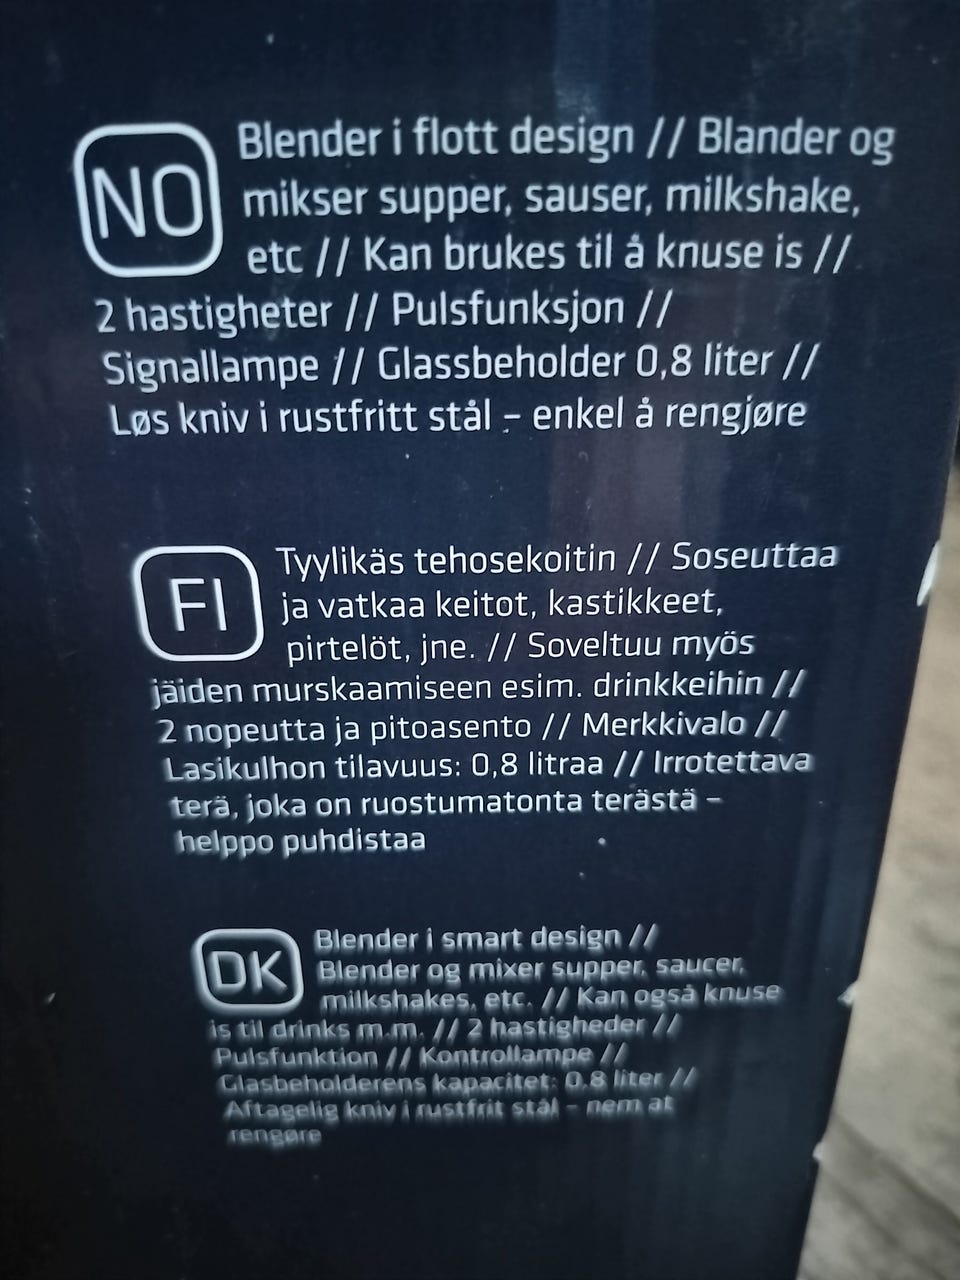 NO
Blender i flott design // Blander og
mikser supper, sauser, milkshake,
etc // Kan brukes til å knuse is //
2 hastigheter // Pulsfunksjon //
Signallampe // Glassbeholder 0,8 liter //
Løs kniv i rustfritt stål – enkel å rengjøre
FI
Tyylikäs tehosekoitin // Soseuttaa
ja vatkaa keitot, kastikkeet,
pirtelöt, jne. // Soveltuu myös
jäiden murskaamiseen esim. drinkkeihin //
2 nopeutta ja pitoasento // Merkkivalo //
Lasikulhon tilavuus: 0,8 litraa // Irrotettava
terä, joka on ruostumatonta terästä –
helppo puhdistaa
DK
Blender i smart design //
Blender og mixer supper, saucer,
milkshakes, etc. // Kan også knuse
is til drinks m.m. // 2 hastigheder //
Pulsfunktion // Kontrollampe //
Glasbeholderens kapacitet: 0,8 liter //
Aftagelig kniv i rustfrit stål – nem at
rengøre